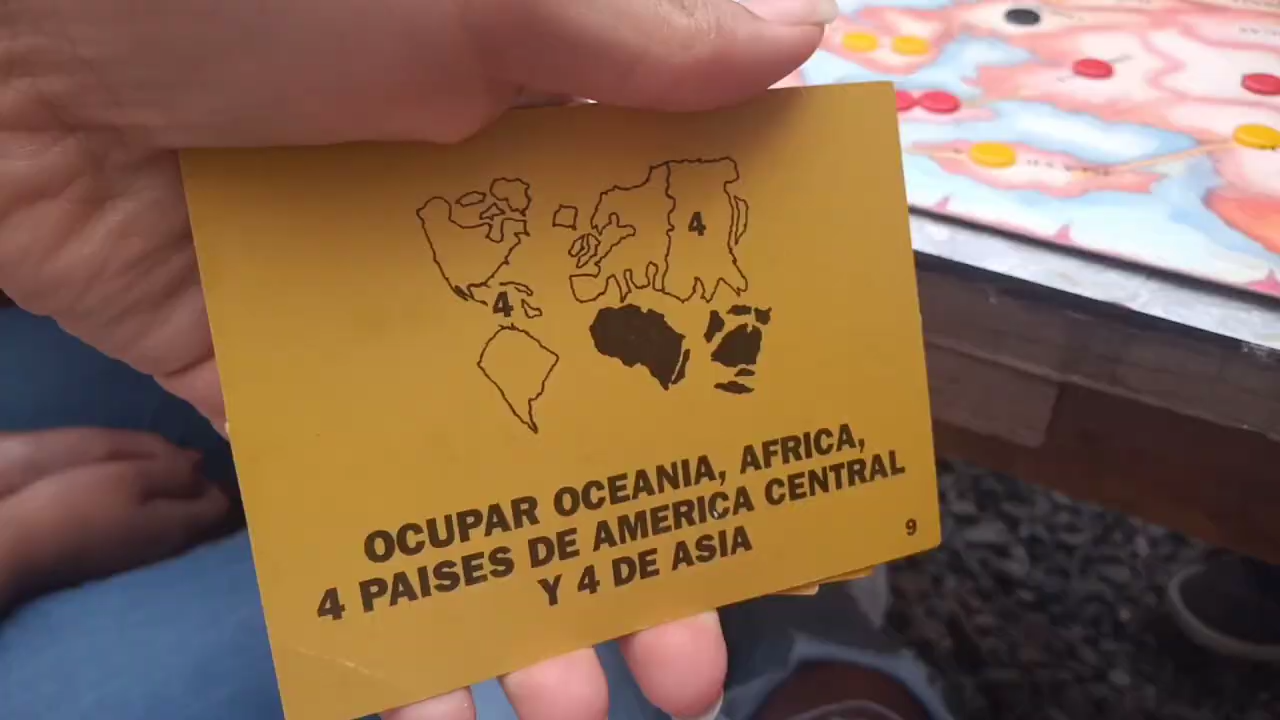 4
4
OCUPAR OCEANIA, AFRICA,
4 PAISES DE AMERICA CENTRAL
Y 4 DE ASIA
9